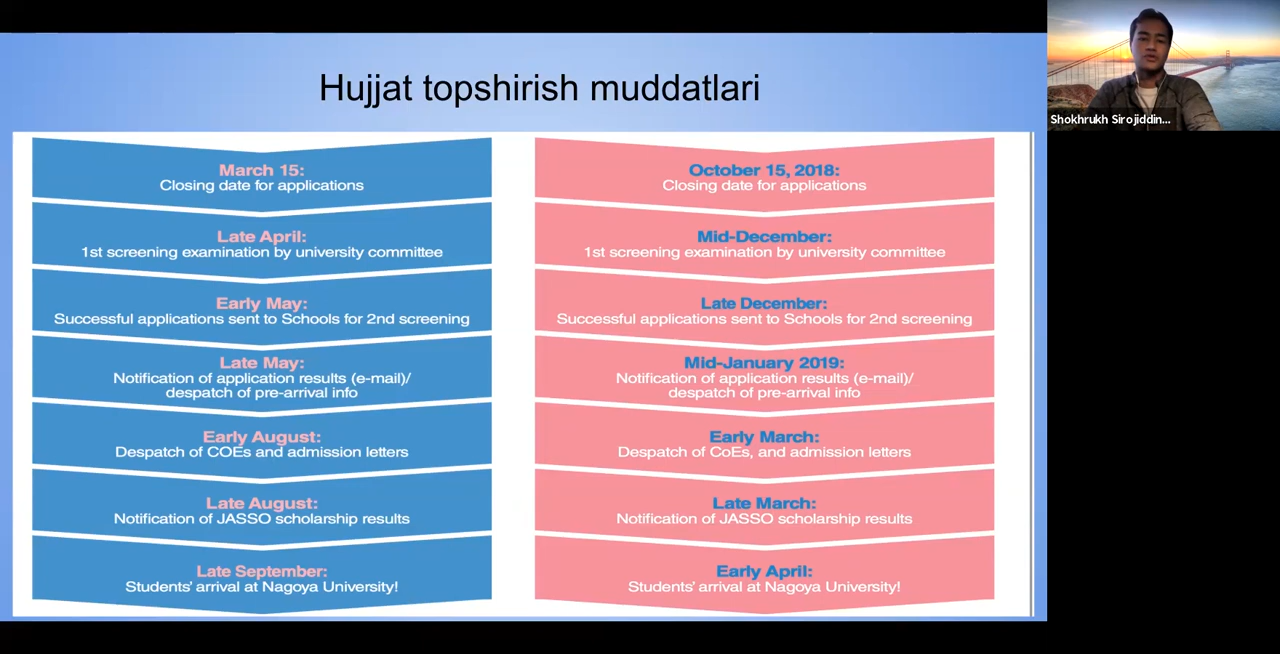 Hujjat topshirish muddatlari
March 15:
Closing date for applications
Late April:
1st screening examination by university committee
Early May:
Successful applications sent to Schools for 2nd screening
Late May:
Notification of application results (e-mail)/
despatch of pre-arrival info
Early August:
Despatch of COEs and admission letters
Late August:
Notification of JASSO scholarship results
Late September:
Students' arrival at Nagoya University!
October 15, 2018:
Closing date for applications
Mid-December:
1st screening examination by university committee
Late December:
Successful applications sent to Schools for 2nd screening
Mid-January 2019:
Notification of application results (e-mail)/
despatch of pre-arrival info
Early March:
Despatch of CoEs, and admission letters
Late March:
Notification of JASSO scholarship results
Early April:
Students' arrival at Nagoya University!
Shokhrukh Sirojiddin...